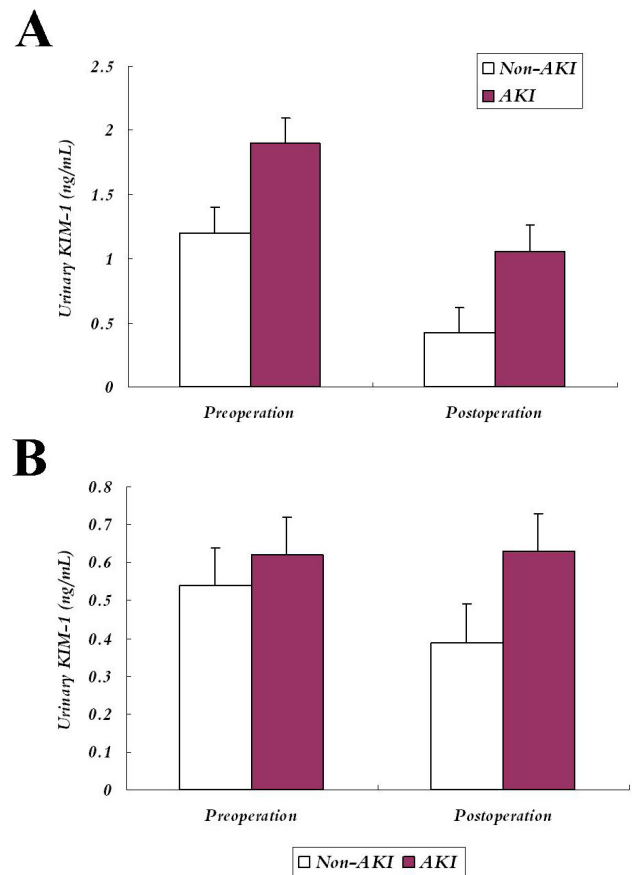 A
Non-AKI
AKI
Urinary KIM-1 (ng/mL)
2.5
2
1.5
1
0.5
0
Preoperation Postoperation
B
Urinary KIM-1 (ng/mL)
0.8
0.7
0.6
0.5
0.4
0.3
0.2
0.1
0
Preoperation Postoperation
Non-AKI AKI